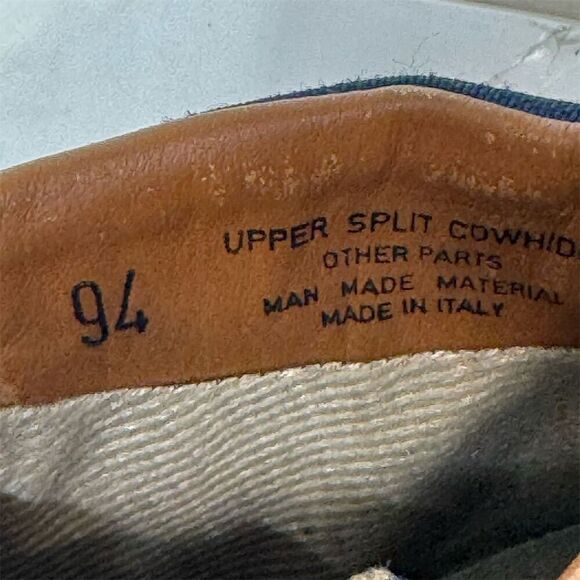 UPPER SPLIT COWHID
OTHER PARTS
MAN MADE MATERIAL
MADE IN ITALY
94